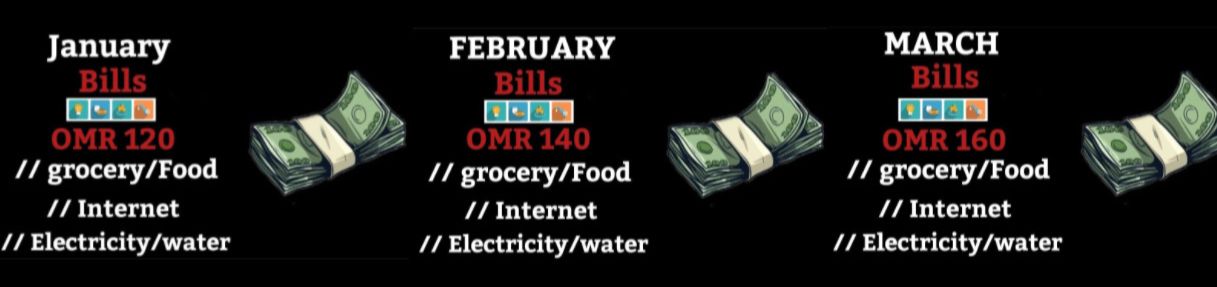 January
Bills
OMR 120
// grocery/Food
// Internet
// Electricity/water
FEBRUARY
Bills
OMR 140
// grocery/Food
// Internet
// Electricity/water
MARCH
Bills
OMR 160
// grocery/Food
// Internet
// Electricity/water